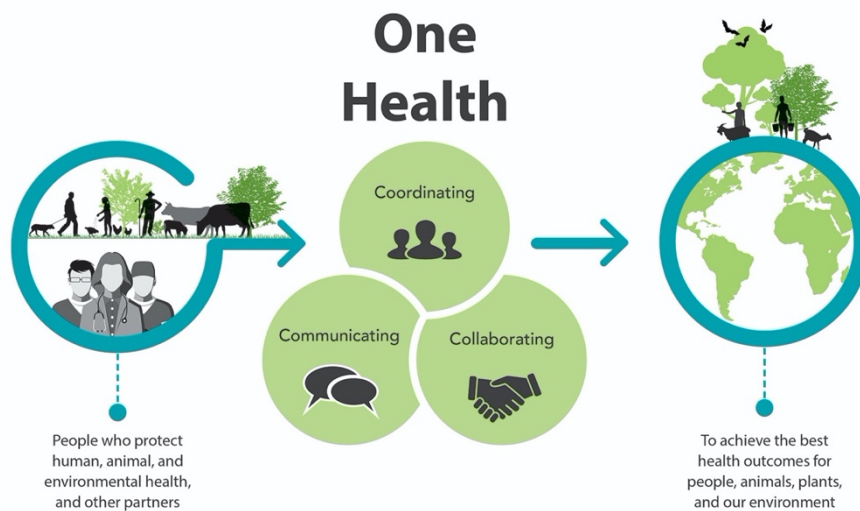 One
Health
Coordinating
Communicating
Collaborating
People who protect
human, animal, and
environmental health,
and other partners
To achieve the best
health outcomes for
people, animals, plants,
and our environment